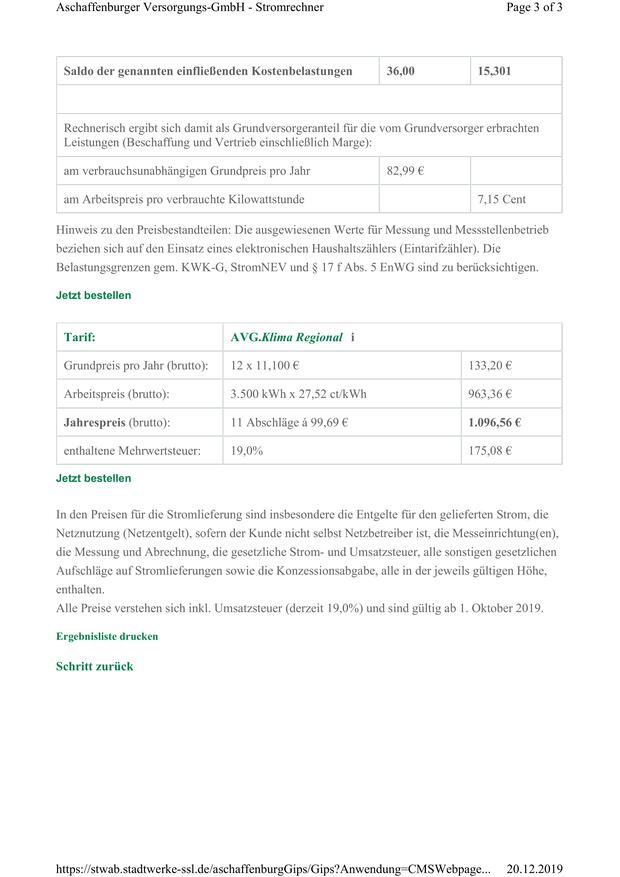 Aschaffenburger Versorgungs-GmbH - Stromrechner Page 3 of 3
Saldo der genannten einfließenden Kostenbelastungen 36,00 15,301
Rechnerisch ergibt sich damit als Grundversorgeranteil für die vom Grundversorger erbrachten
Leistungen (Beschaffung und Vertrieb einschließlich Marge):
am verbrauchsunabhängigen Grundpreis pro Jahr 82,99 €
am Arbeitspreis pro verbrauchte Kilowattstunde 7,15 Cent
Hinweis zu den Preisbestandteilen: Die ausgewiesenen Werte für Messung und Messstellenbetrieb
beziehen sich auf den Einsatz eines elektronischen Haushaltszählers (Eintarifzähler). Die
Belastungsgrenzen gem. KWK-G, StromNEV und § 17 f Abs. 5 EnWG sind zu berücksichtigen.
Jetzt bestellen
Tarif: AVG.Klima Regional i
Grundpreis pro Jahr (brutto): 12 x 11,100 € 133,20 €
Arbeitspreis (brutto): 3.500 kWh x 27,52 ct/kWh 963,36 €
Jahrespreis (brutto): 11 Abschläge á 99,69 € 1.096,56 €
enthaltene Mehrwertsteuer: 19,0% 175,08 €
Jetzt bestellen
In den Preisen für die Stromlieferung sind insbesondere die Entgelte für den gelieferten Strom, die
Netznutzung (Netzentgelt), sofern der Kunde nicht selbst Netzbetreiber ist, die Messeinrichtung(en),
die Messung und Abrechnung, die gesetzliche Strom- und Umsatzsteuer, alle sonstigen gesetzlichen
Aufschläge auf Stromlieferungen sowie die Konzessionsabgabe, alle in der jeweils gültigen Höhe,
enthalten.
Alle Preise verstehen sich inkl. Umsatzsteuer (derzeit 19,0%) und sind gültig ab 1. Oktober 2019.
Ergebnisliste drucken
Schritt zurück
https://stwab.stadtwerke-ssl.de/aschaffenburgGips/Gips?Anwendung=CMSWebpage... 20.12.2019